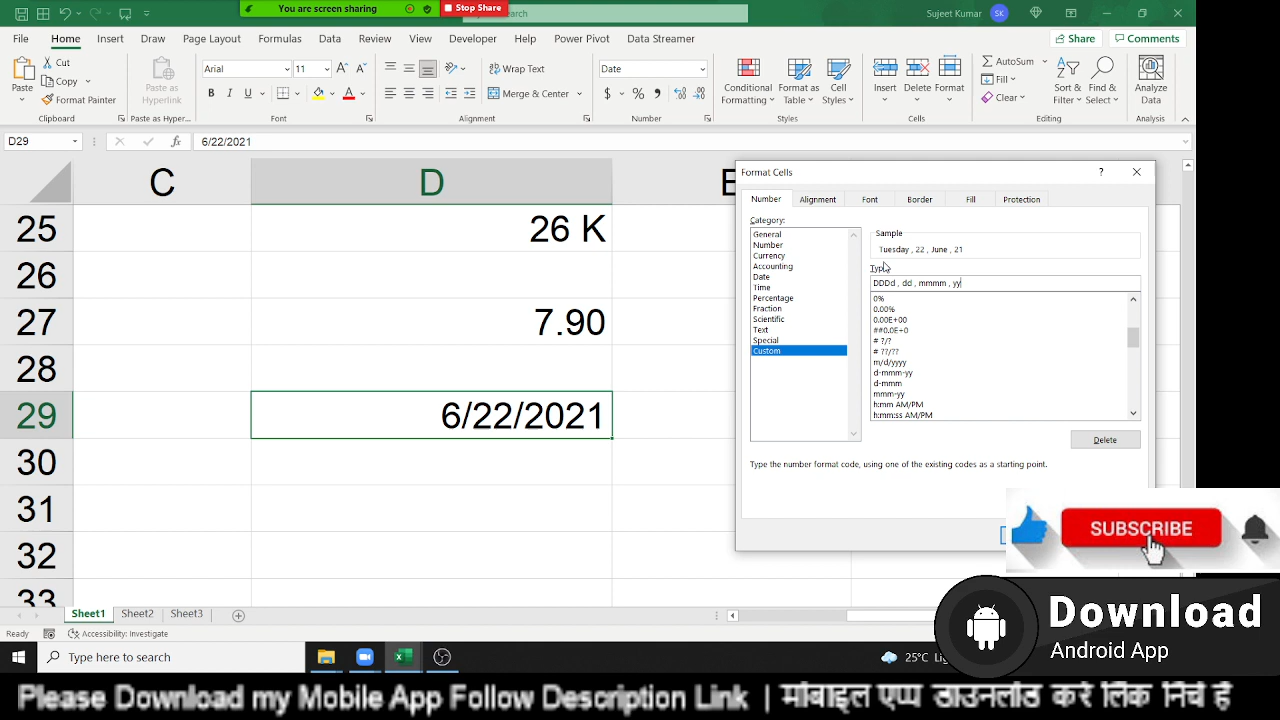 You are screen sharing
Stop Share
Search
Sujeet Kumar
SK
File
Home
Insert
Draw
Page Layout
Formulas
Data
Review
View
Developer
Help
Power Pivot
Data Streamer
Share
Comments
Paste
Cut
Copy
Format Painter
Clipboard
Paste as Hyperlink
Paste as Hyper...
Arial
11
B
I
U
Font
Wrap Text
Merge & Center
Alignment
Date
$
%
Number
Conditional Formatting
Format as Table
Cell Styles
Styles
Insert
Delete
Format
Cells
AutoSum
Fill
Clear
Sort & Filter
Find & Select
Editing
Analyze Data
Analysis
D29
fx
6/22/2021
C
D
E
25
26 K
26
27
7.90
28
29
6/22/2021
30
31
32
33
Format Cells
?
Number
Alignment
Font
Border
Fill
Protection
Category:
General
Number
Currency
Accounting
Date
Time
Percentage
Fraction
Scientific
Text
Special
Custom
Sample
Tuesday , 22 , June , 21
Type:
DDDd , dd , mmmm , yy
0%
0.00%
0.00E+00
##0.0E+0
# ?/?
# ??/??
m/d/yyyy
d-mmm-yy
d-mmm
mmm-yy
h:mm AM/PM
h:mm:ss AM/PM
Delete
Type the number format code, using one of the existing codes as a starting point.
SUBSCRIBE
Download
Android App
Sheet1
Sheet2
Sheet3
Ready
Accessibility: Investigate
Type here to search
25°C
Please Download my Mobile App Follow Description Link | मोबाइल एप्प डाउनलोड करे लिंक निचे है